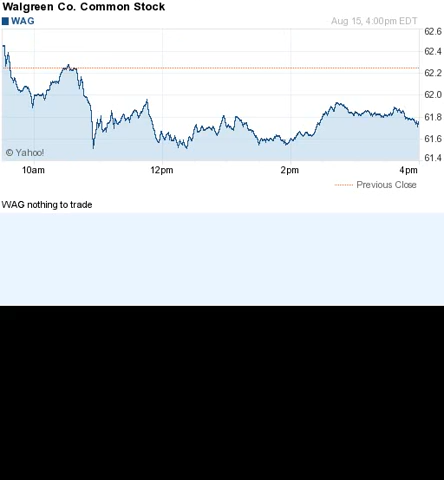 Walgreen Co. Common Stock
WAG Aug 15, 4:00pm EDT
62.6
62.4
62.2
62.0
61.8
61.6
61.4
© Yahoo!
10am 12pm 2pm 4pm
Previous Close
WAG nothing to trade